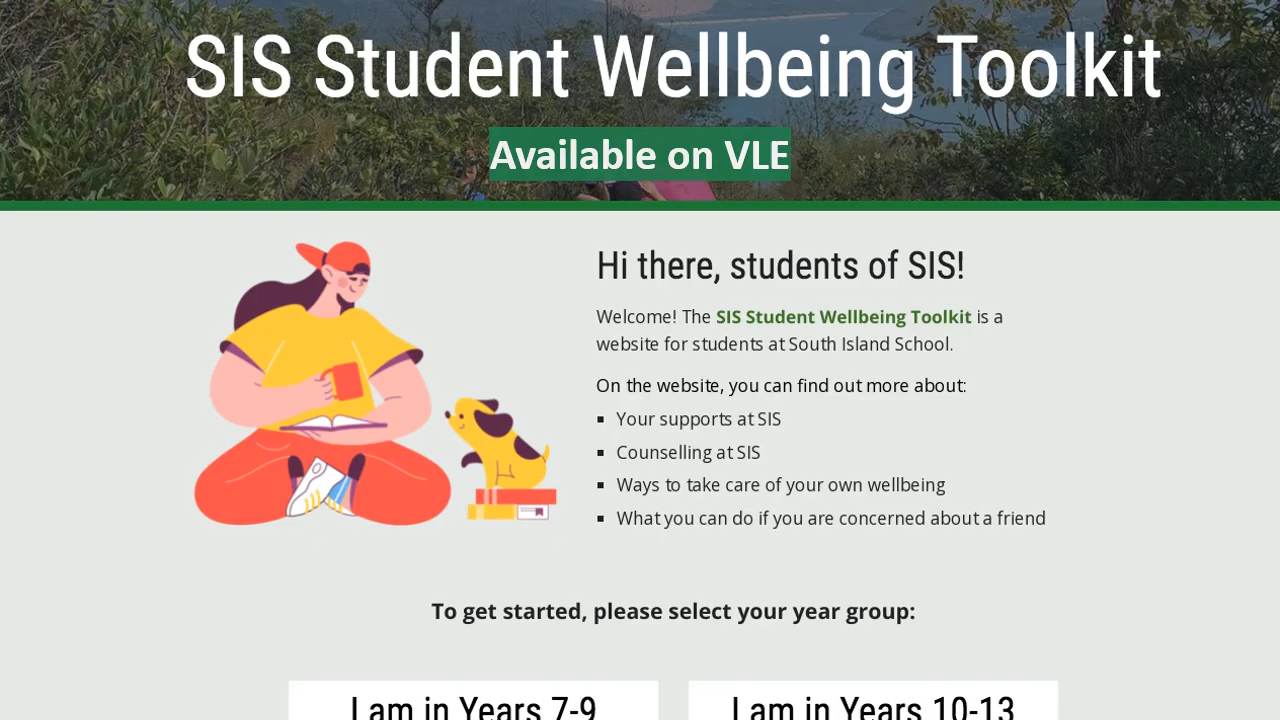 SIS Student Wellbeing Toolkit
Available on VLE
Hi there, students of SIS!
Welcome! The SIS Student Wellbeing Toolkit is a
website for students at South Island School.
On the website, you can find out more about:
▪ Your supports at SIS
▪ Counselling at SIS
▪ Ways to take care of your own wellbeing
▪ What you can do if you are concerned about a friend
To get started, please select your year group:
I am in Years 7-9
I am in Years 10-13